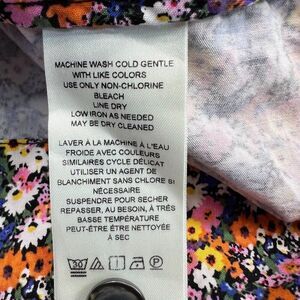 MACHINE WASH COLD GENTLE
WITH LIKE COLORS
USE ONLY NON-CHLORINE
BLEACH
LINE DRY
LOW IRON AS NEEDED
MAY BE DRY CLEANED
LAVER À LA MACHINE À L'EAU
FROIDE AVEC COULEURS
SIMILAIRES CYCLE DÉLICAT
UTILISER UN AGENT DE
BLANCHIMENT SANS CHLORE SI
NÉCESSAIRE
SUSPENDRE POUR SECHER
REPASSER, AU BESOIN, À TRÈS
BASSE TEMPÉRATURE
PEUT-ÊTRE ÊTRE NETTOYÉE
À SEC